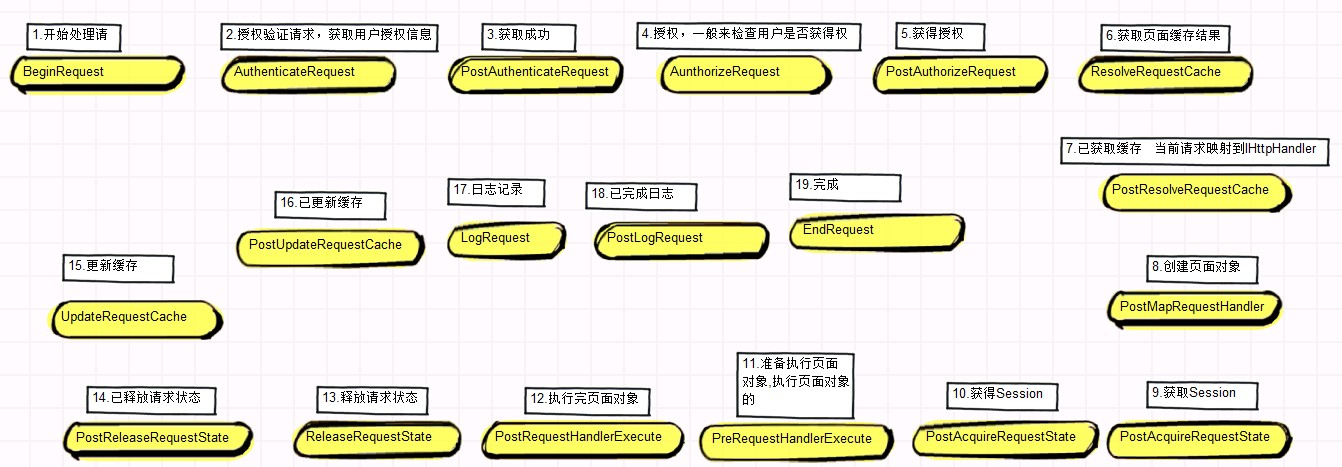 1.开始处理请
BeginRequest
2.授权验证请求，获取用户授权信息
AuthenticateRequest
3.获取成功
PostAuthenticateRequest
4.授权，一般来检查用户是否获得权
AunthorizeRequest
5.获得授权
PostAuthorizeRequest
6.获取页面缓存结果
ResolveRequestCache
7.已获取缓存 当前请求映射到IHttpHandler
PostResolveRequestCache
8.创建页面对象
PostMapRequestHandler
9.获取Session
PostAcquireRequestState
10.获得Session
PostAcquireRequestState
11.准备执行页面
对象,执行页面对象
的
PreRequestHandlerExecute
12.执行完页面对象
PostRequestHandlerExecute
13.释放请求状态
ReleaseRequestState
14.已释放请求状态
PostReleaseRequestState
15.更新缓存
UpdateRequestCache
16.已更新缓存
PostUpdateRequestCache
17.日志记录
LogRequest
18.已完成日志
PostLogRequest
19.完成
EndRequest